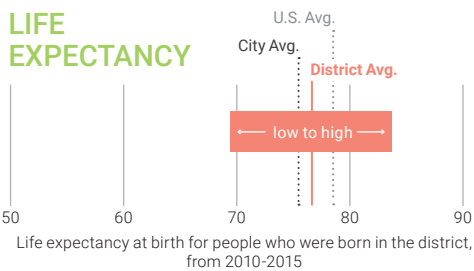 LIFE
EXPECTANCY
U.S. Avg.
City Avg.
District Avg.
← low to high →
50 60 70 80 90
Life expectancy at birth for people who were born in the district,
from 2010-2015